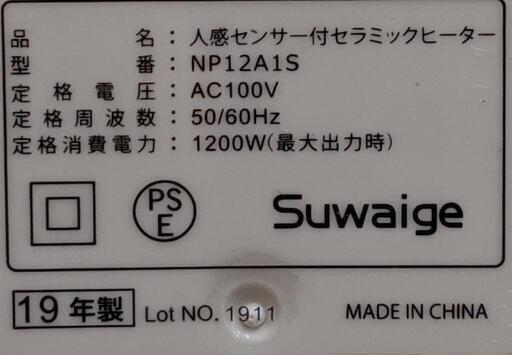 品名：人感センサー付セラミックヒーター
型番：NP12A1S
定格電圧：AC100V
定格周波数：50/60Hz
定格消費電力：1200W(最大出力時)
PS
E
Suwaige
19年製 Lot NO. 1911 MADE IN CHINA